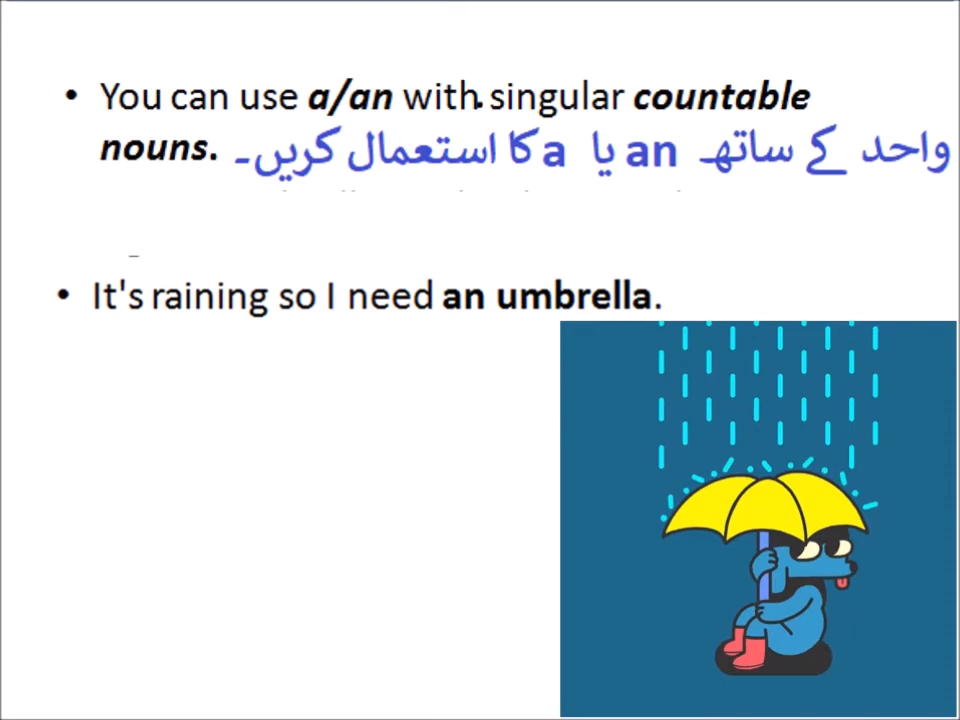 • You can use a/an with singular countable
nouns. واحد کے ساتھ an یا a کا استعمال کریں۔
• It's raining so I need an umbrella.